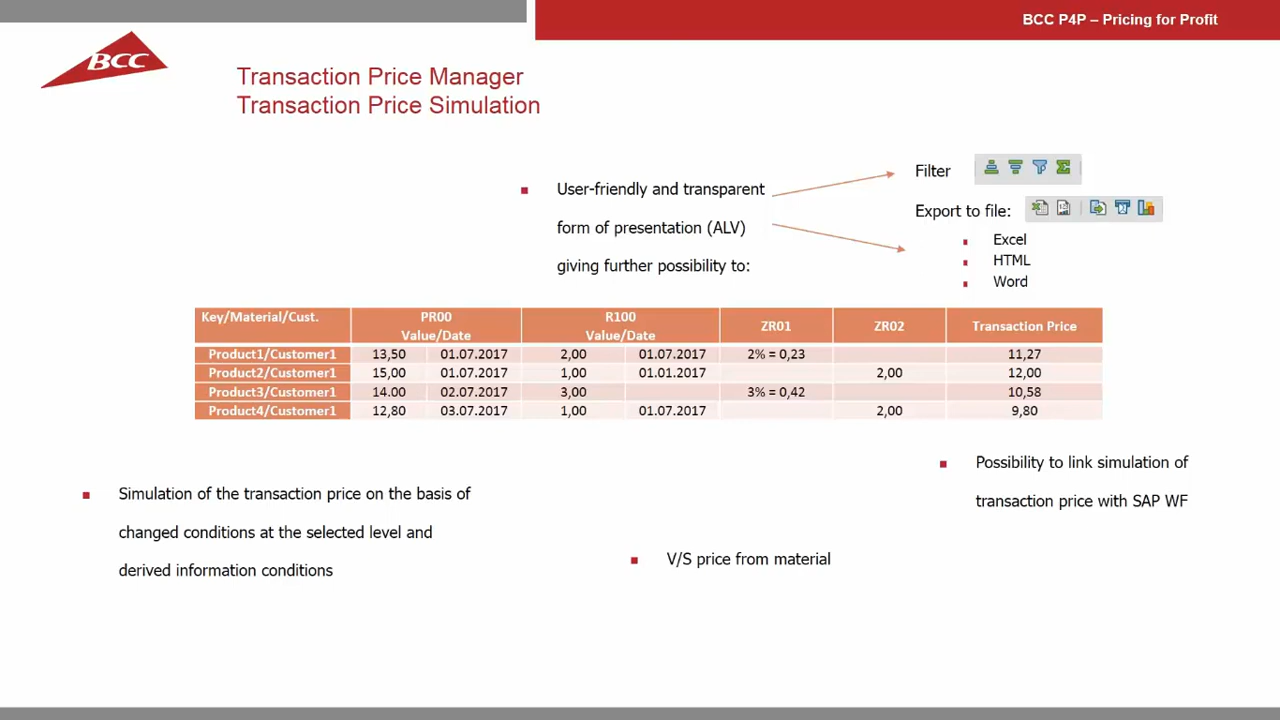 BCC P4P – Pricing for Profit
BCC
Transaction Price Manager
Transaction Price Simulation
User-friendly and transparent
form of presentation (ALV)
giving further possibility to:
Filter
Export to file:
Excel
HTML
Word
Key/Material/Cust. PR00 Value/Date R100 Value/Date ZR01 ZR02 Transaction Price
Product1/Customer1 13,50 01.07.2017 2,00 01.07.2017 2% = 0,23 11,27
Product2/Customer1 15,00 01.07.2017 1,00 01.01.2017 2,00 12,00
Product3/Customer1 14.00 02.07.2017 3,00 3% = 0,42 10,58
Product4/Customer1 12,80 03.07.2017 1,00 01.07.2017 2,00 9,80
Possibility to link simulation of
transaction price with SAP WF
Simulation of the transaction price on the basis of
changed conditions at the selected level and
derived information conditions
V/S price from material